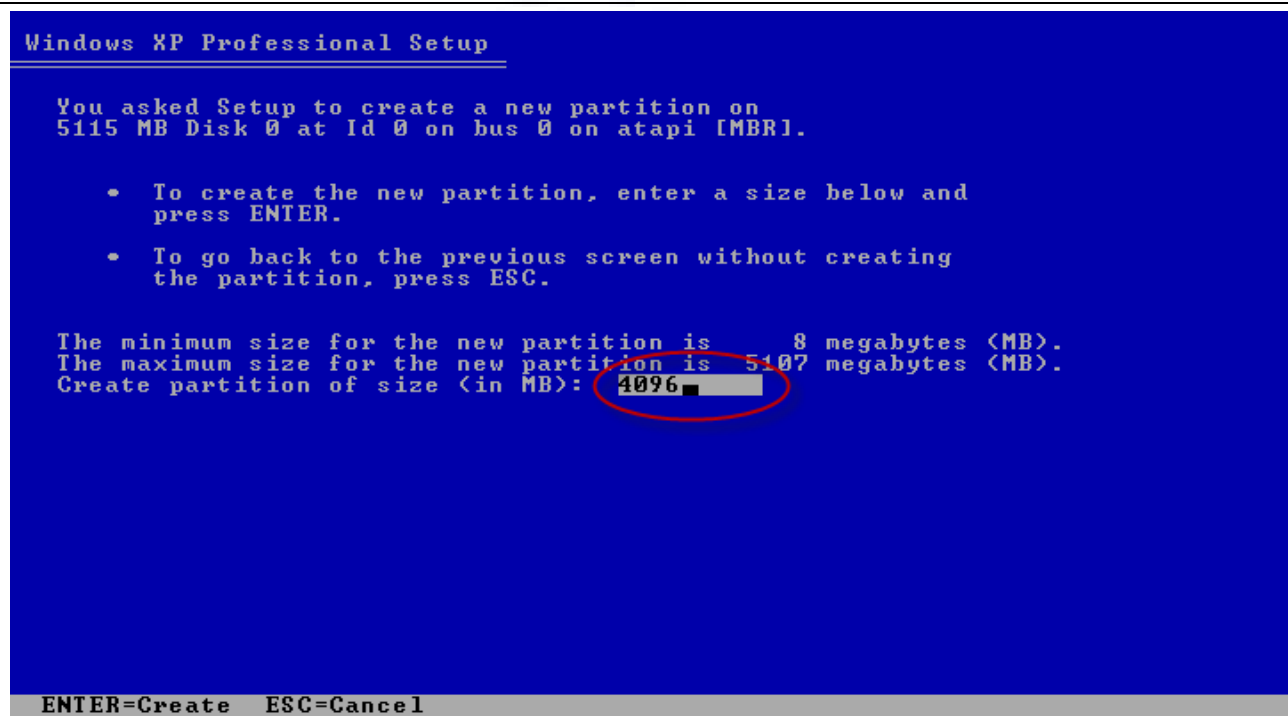 Windows XP Professional Setup
You asked Setup to create a new partition on
5115 MB Disk 0 at Id 0 on bus 0 on atapi [MBR].
• To create the new partition, enter a size below and
press ENTER.
• To go back to the previous screen without creating
the partition, press ESC.
The minimum size for the new partition is 8 megabytes (MB).
The maximum size for the new partition is 5107 megabytes (MB).
Create partition of size (in MB): 4096
ENTER=Create ESC=Cancel